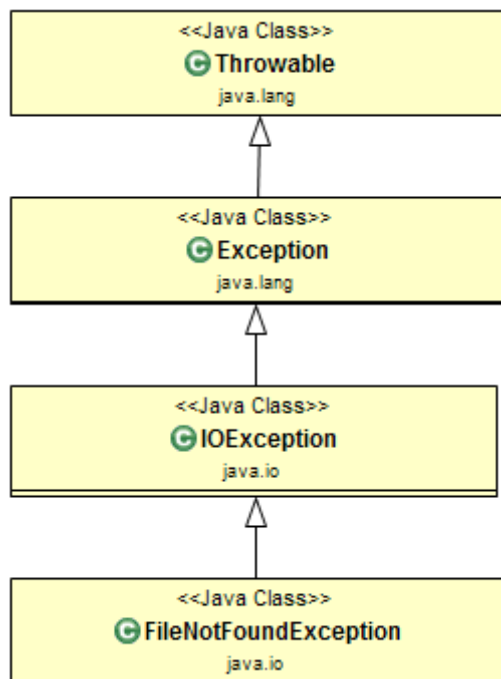 <<Java Class>>
C Throwable
java.lang
<<Java Class>>
C Exception
java.lang
<<Java Class>>
C IOException
java.io
<<Java Class>>
C FileNotFoundException
java.io